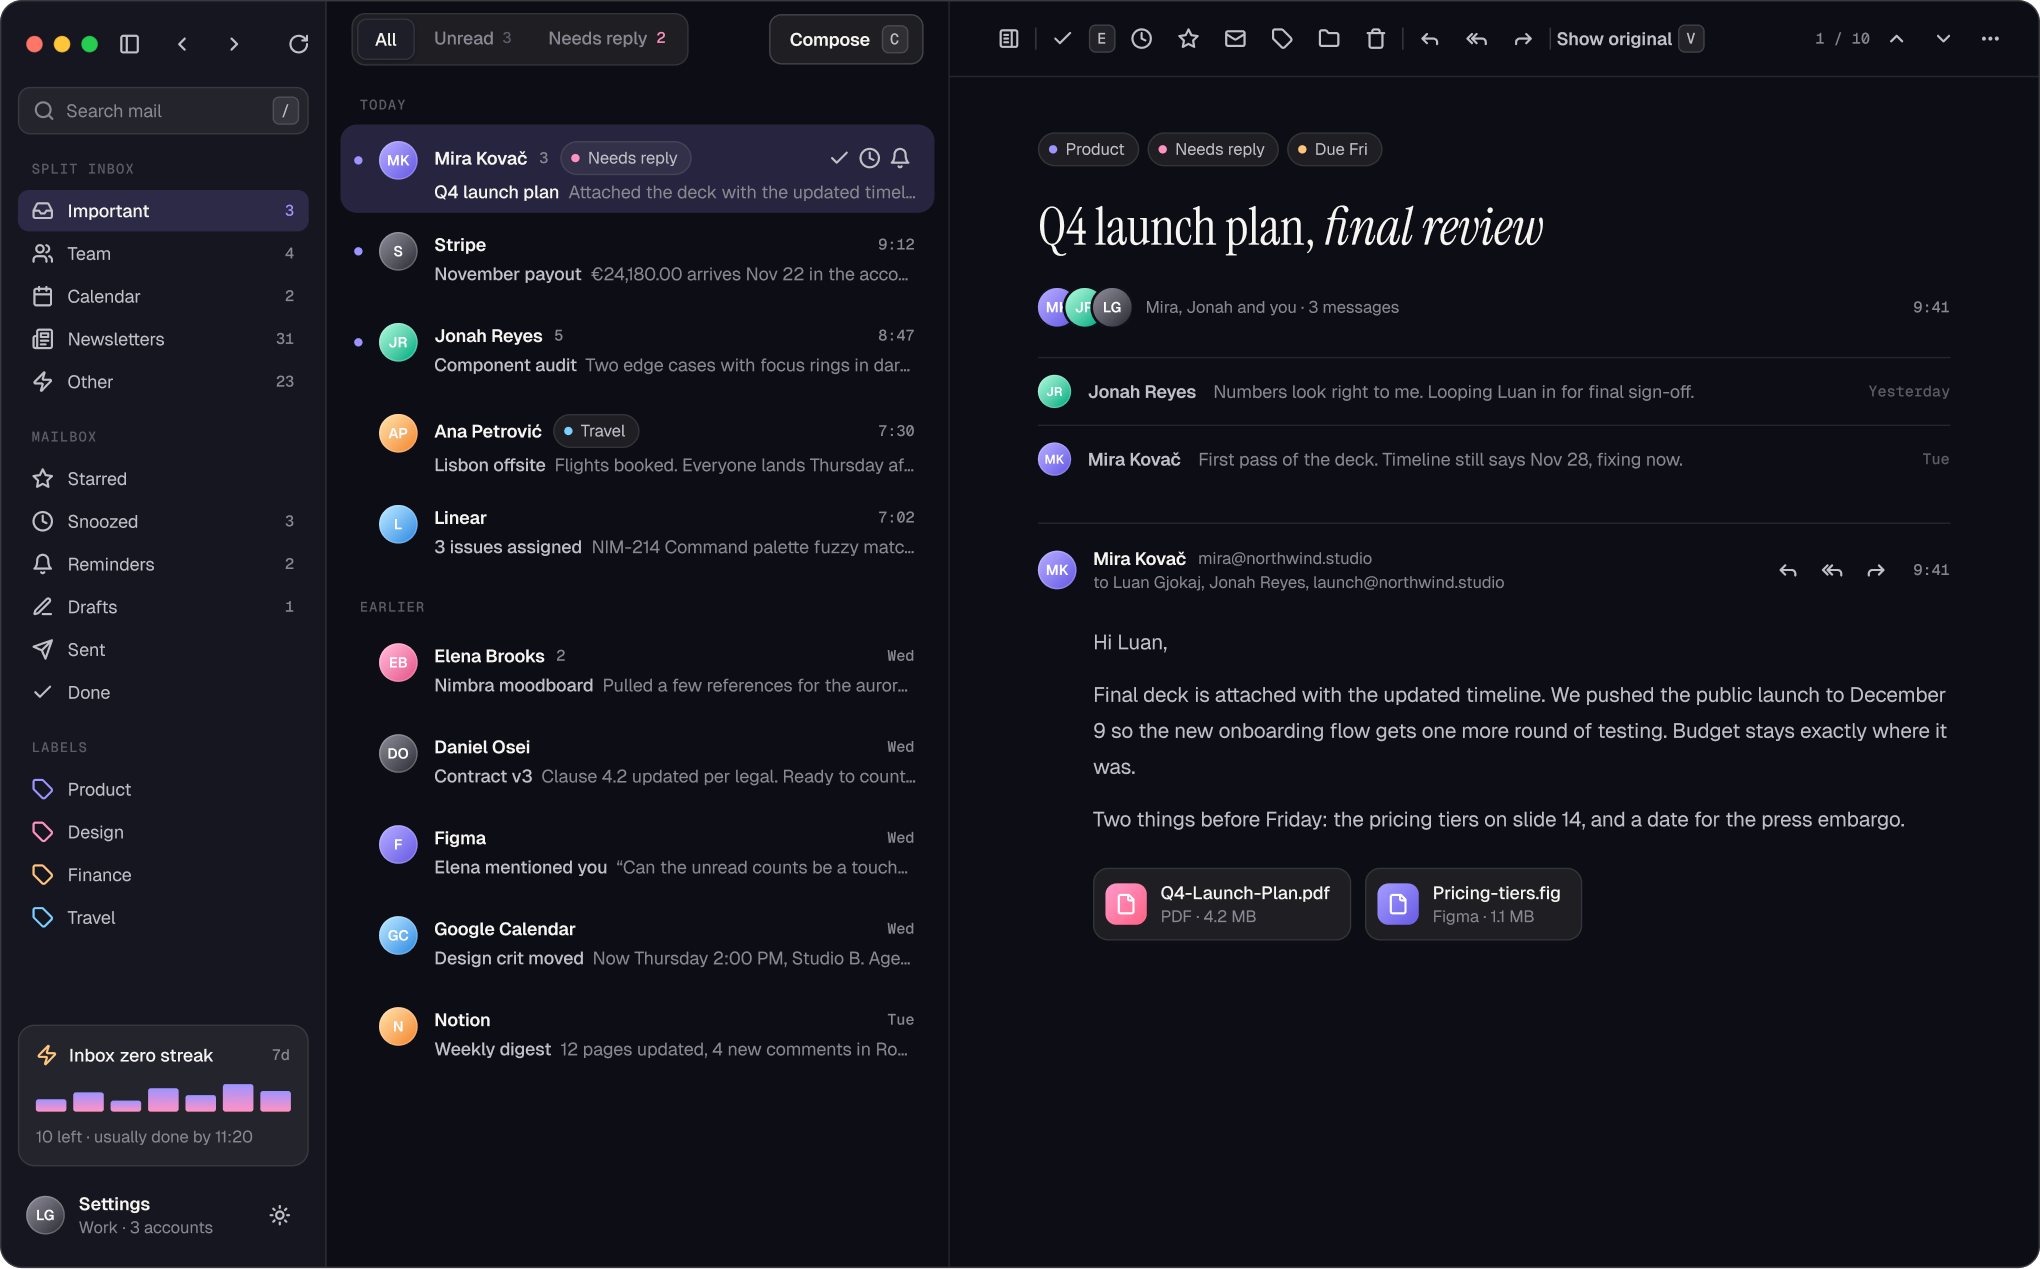 Search mail /
SPLIT INBOX
Important 3
Team 4
Calendar 2
Newsletters 31
Other 23
MAILBOX
Starred
Snoozed 3
Reminders 2
Drafts 1
Sent
Done
LABELS
Product
Design
Finance
Travel
Inbox zero streak 7d
10 left · usually done by 11:20
LG Settings
Work · 3 accounts
All Unread 3 Needs reply 2 Compose C
TODAY
MK Mira Kovač 3 Needs reply
Q4 launch plan Attached the deck with the updated timel...
S Stripe 9:12
November payout €24,180.00 arrives Nov 22 in the acco...
JR Jonah Reyes 5 8:47
Component audit Two edge cases with focus rings in dar...
AP Ana Petrović Travel 7:30
Lisbon offsite Flights booked. Everyone lands Thursday af...
L Linear 7:02
3 issues assigned NIM-214 Command palette fuzzy matc...
EARLIER
EB Elena Brooks 2 Wed
Nimbra moodboard Pulled a few references for the auror...
DO Daniel Osei Wed
Contract v3 Clause 4.2 updated per legal. Ready to count...
F Figma Wed
Elena mentioned you “Can the unread counts be a touch...
GC Google Calendar Wed
Design crit moved Now Thursday 2:00 PM, Studio B. Age...
N Notion Tue
Weekly digest 12 pages updated, 4 new comments in Ro...
E Show original V 1 / 10
Product Needs reply Due Fri
Q4 launch plan, final review
MK JR LG Mira, Jonah and you · 3 messages 9:41
JR Jonah Reyes Numbers look right to me. Looping Luan in for final sign-off. Yesterday
MK Mira Kovač First pass of the deck. Timeline still says Nov 28, fixing now. Tue
MK Mira Kovač mira@northwind.studio 9:41
to Luan Gjokaj, Jonah Reyes, launch@northwind.studio
Hi Luan,
Final deck is attached with the updated timeline. We pushed the public launch to December
9 so the new onboarding flow gets one more round of testing. Budget stays exactly where it
was.
Two things before Friday: the pricing tiers on slide 14, and a date for the press embargo.
Q4-Launch-Plan.pdf
PDF · 4.2 MB
Pricing-tiers.fig
Figma · 1.1 MB